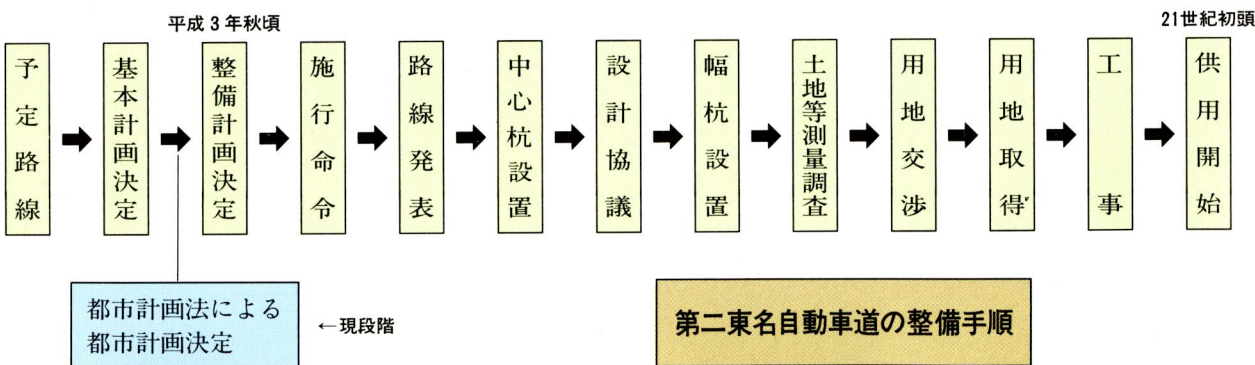 平成3年秋頃
21世紀初頭
予定路線
基本計画決定
整備計画決定
施行命令
路線発表
中心杭設置
設計協議
幅杭設置
土地等測量調査
用地交渉
用地取得
工事
供用開始
都市計画法による
都市計画決定
←現段階
第二東名自動車道の整備手順